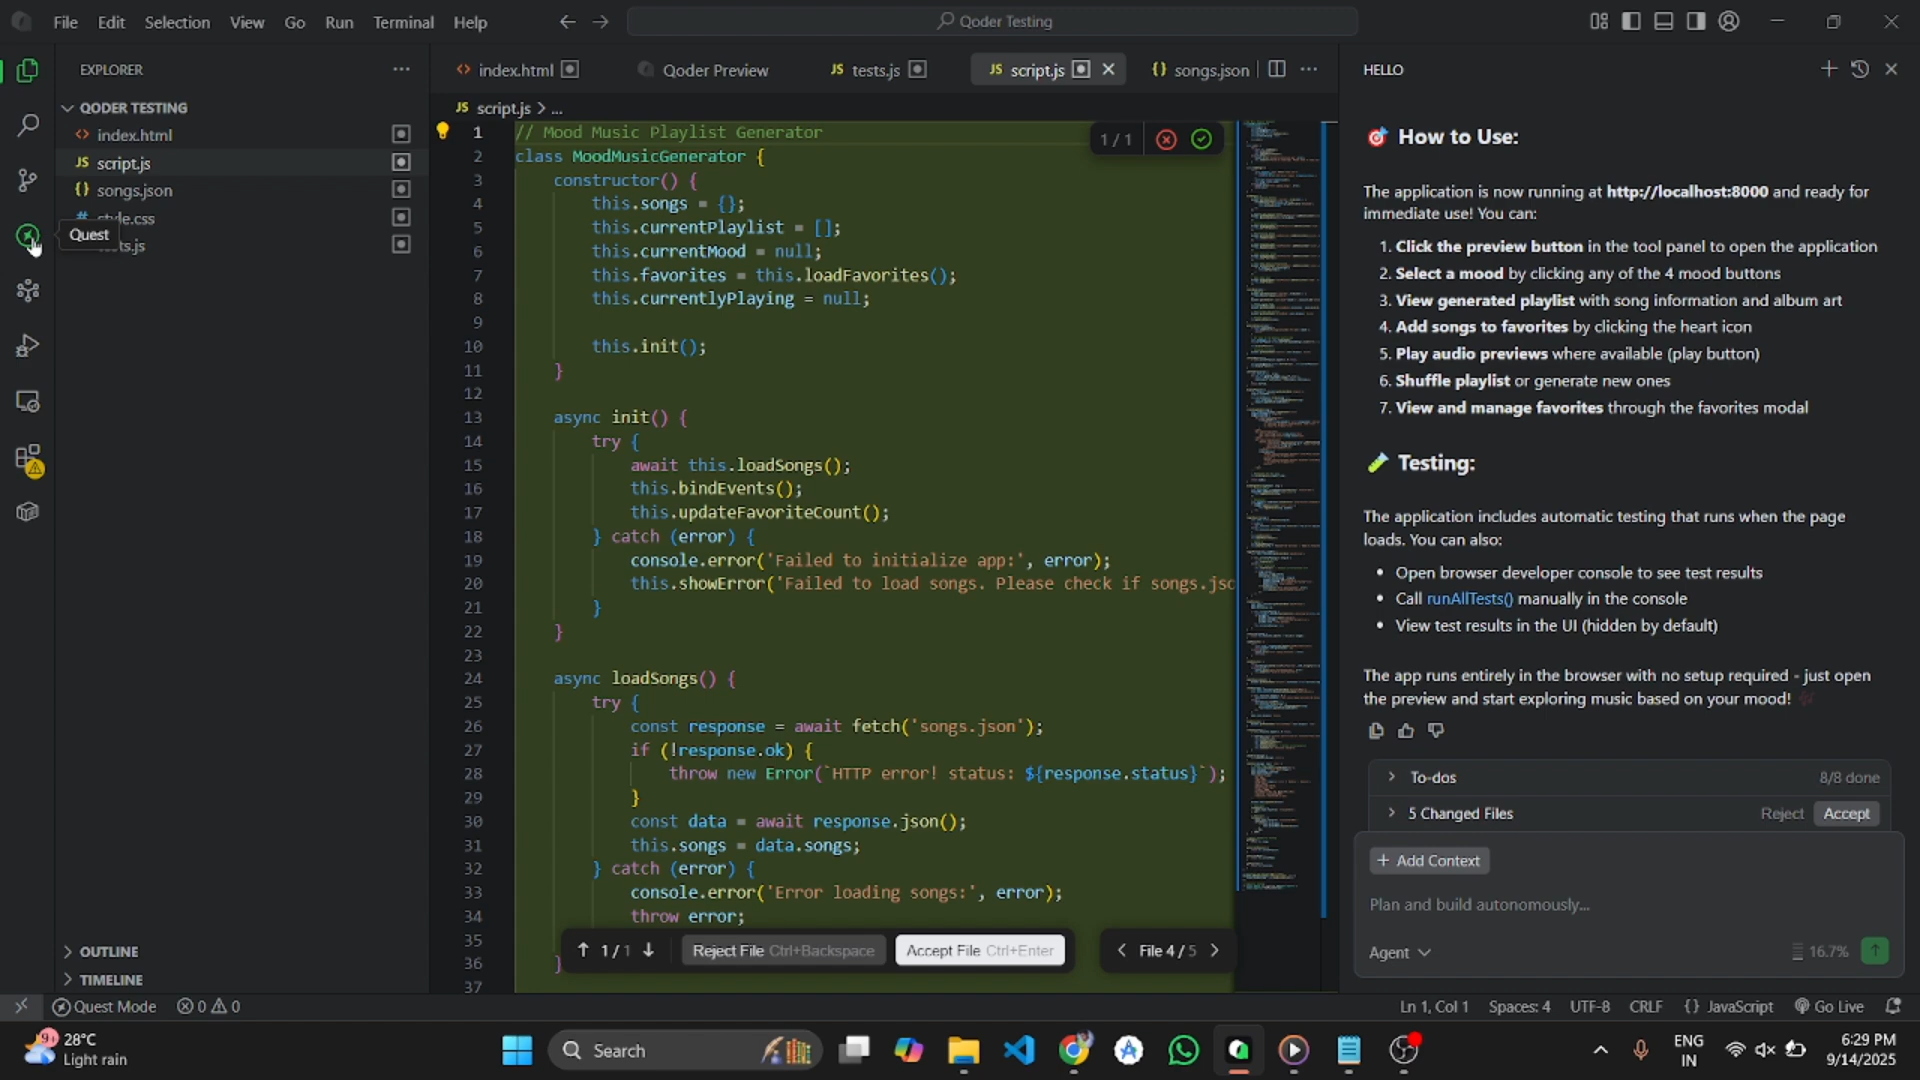 File Edit Selection View Go Run Terminal Help
Qoder Testing
EXPLORER
QODER TESTING
index.html
JS script.js
{} songs.json
# style.css
Quest
OUTLINE
TIMELINE
index.html
Qoder Preview
JS tests.js
JS script.js
{} songs.json
JS script.js > ...
1 / 1
1 // Mood Music Playlist Generator
2 class MoodMusicGenerator {
3 constructor() {
4 this.songs = {};
5 this.currentPlaylist = [];
6 this.currentMood = null;
7 this.favorites = this.loadFavorites();
8 this.currentlyPlaying = null;
9
10 this.init();
11 }
12
13 async init() {
14 try {
15 await this.loadSongs();
16 this.bindEvents();
17 this.updateFavoriteCount();
18 } catch (error) {
19 console.error('Failed to initialize app:', error);
20 this.showError('Failed to load songs. Please check if songs.jso
21 }
22 }
23
24 async loadSongs() {
25 try {
26 const response = await fetch('songs.json');
27 if (!response.ok) {
28 throw new Error(`HTTP error! status: ${response.status}`);
29 }
30 const data = await response.json();
31 this.songs = data.songs;
32 } catch (error) {
33 console.error('Error loading songs:', error);
34 throw error;
35
36 }
37
↑ 1 / 1 ↓ Reject File Ctrl+Backspace Accept File Ctrl+Enter
< File 4 / 5 >
HELLO
🎯 How to Use:
The application is now running at http://localhost:8000 and ready for
immediate use! You can:
1. Click the preview button in the tool panel to open the application
2. Select a mood by clicking any of the 4 mood buttons
3. View generated playlist with song information and album art
4. Add songs to favorites by clicking the heart icon
5. Play audio previews where available (play button)
6. Shuffle playlist or generate new ones
7. View and manage favorites through the favorites modal
🧪 Testing:
The application includes automatic testing that runs when the page
loads. You can also:
• Open browser developer console to see test results
• Call runAllTests() manually in the console
• View test results in the UI (hidden by default)
The app runs entirely in the browser with no setup required - just open
the preview and start exploring music based on your mood!
> To-dos 8/8 done
> 5 Changed Files Reject Accept
+ Add Context
Plan and build autonomously...
Agent 16.7%
Quest Mode 0 0
Ln 1, Col 1 Spaces: 4 UTF-8 CRLF {} JavaScript Go Live
9+ 28°C
Light rain
Search
ENG
IN
6:29 PM
9/14/2025